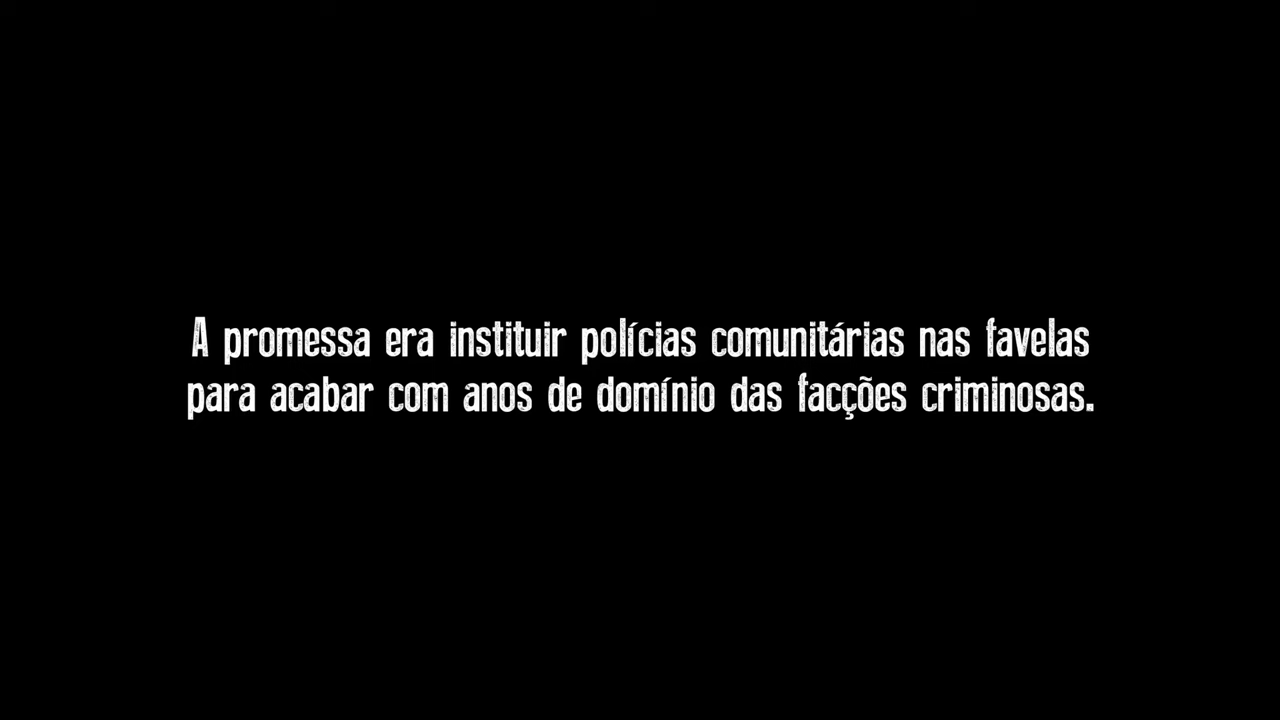 A promessa era instituir polícias comunitárias nas favelas
para acabar com anos de domínio das facções criminosas.